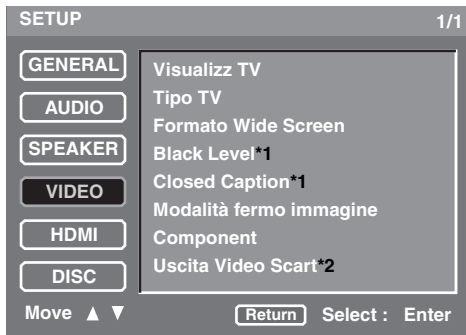 SETUP 1/1
GENERAL
AUDIO
SPEAKER
VIDEO
HDMI
DISC
Visualizz TV
Tipo TV
Formato Wide Screen
Black Level*1
Closed Caption*1
Modalità fermo immagine
Component
Uscita Video Scart*2
Move ▲ ▼ Return Select : Enter